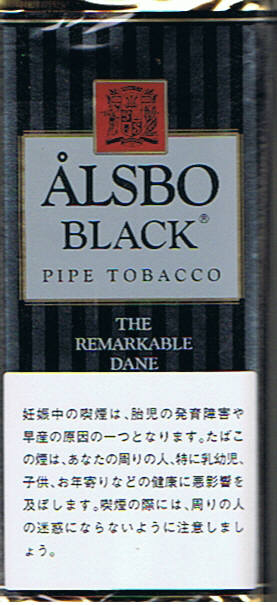 ÅLSBO
BLACK®
PIPE TOBACCO
THE
REMARKABLE
DANE
妊娠中の喫煙は、胎児の発育障害や
早産の原因の一つとなります。たばこ
の煙は、あなたの周りの人、特に乳幼児、
子供、お年寄りなどの健康に悪影響を
及ぼします。喫煙の際には、周りの人
の迷惑にならないように注意しまし
ょう。